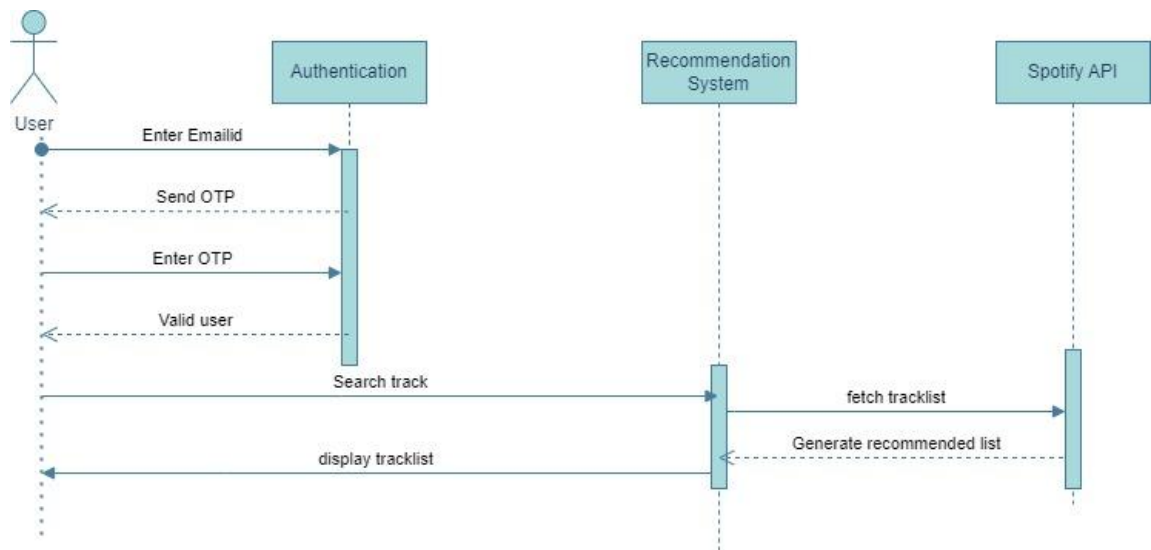 Authentication
Recommendation
System
Spotify API
User
Enter Emailid
Send OTP
Enter OTP
Valid user
Search track
fetch tracklist
Generate recommended list
display tracklist